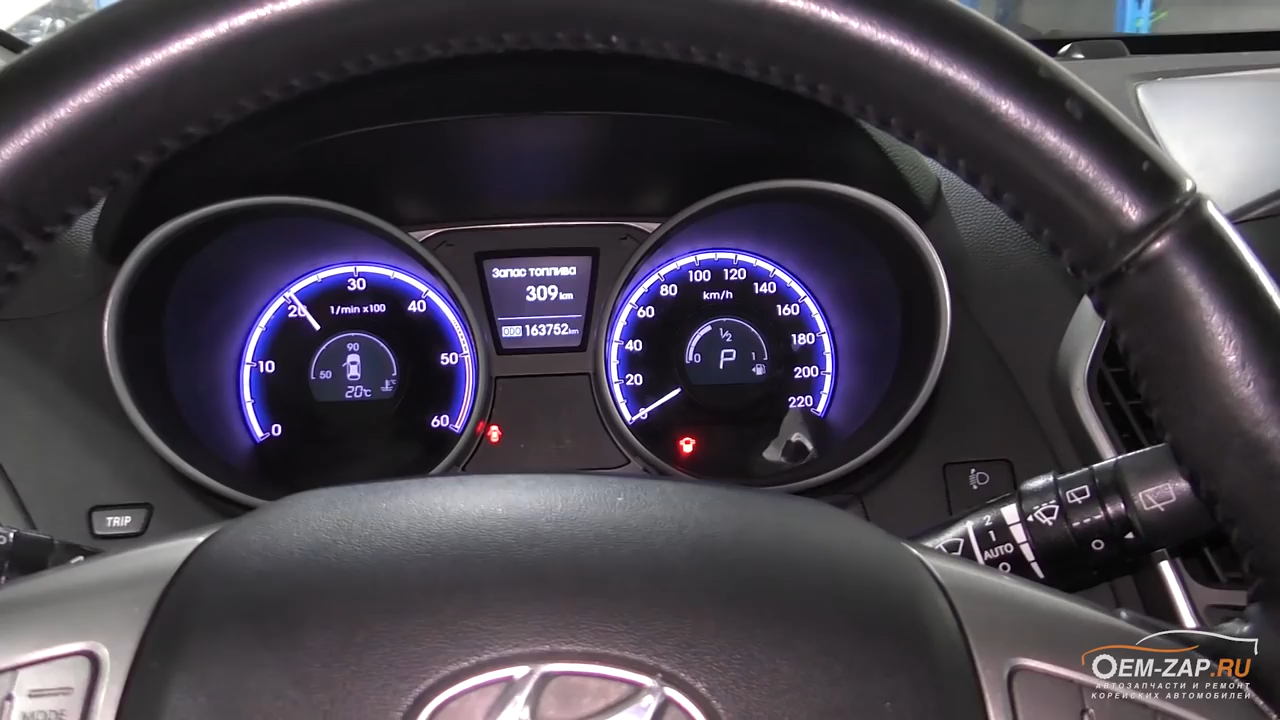 0
10
20
30
40
50
60
1/min x100
90
50
20°C
Запас топлива
309 km
ODO 163752 km
0
20
40
60
80
100
120
140
160
180
200
220
km/h
1/2
0
1
P
TRIP
2
1
AUTO
O
O
MODE
OEM-ZAP.RU
АВТОЗАПЧАСТИ И РЕМОНТ
КОРЕЙСКИХ АВТОМОБИЛЕЙ